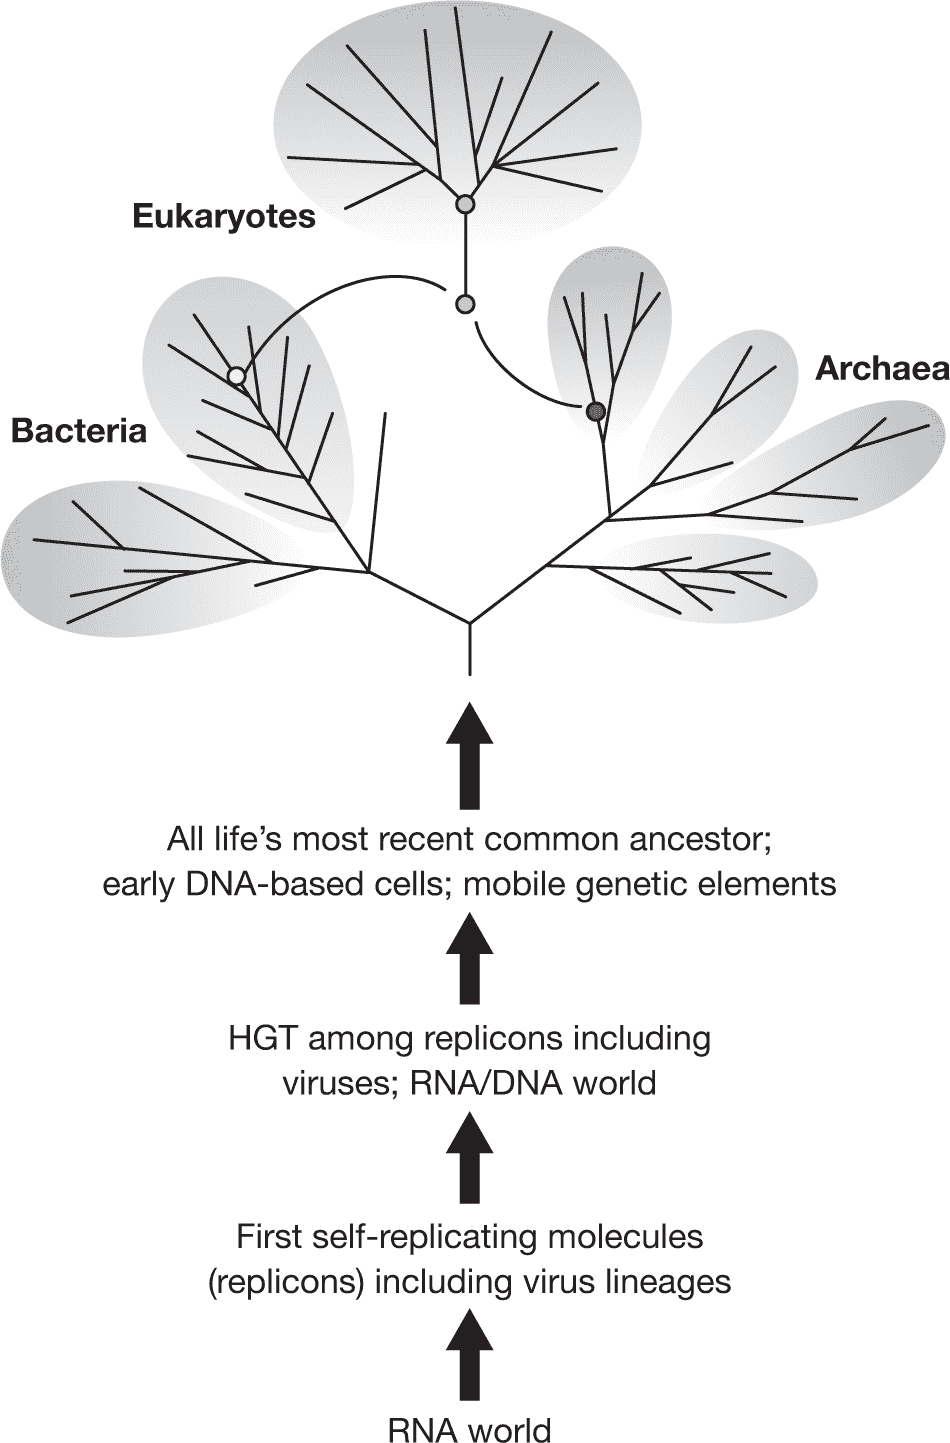 Eukaryotes
Archaea
Bacteria
All life’s most recent common ancestor;
early DNA-based cells; mobile genetic elements
HGT among replicons including
viruses; RNA/DNA world
First self-replicating molecules
(replicons) including virus lineages
RNA world